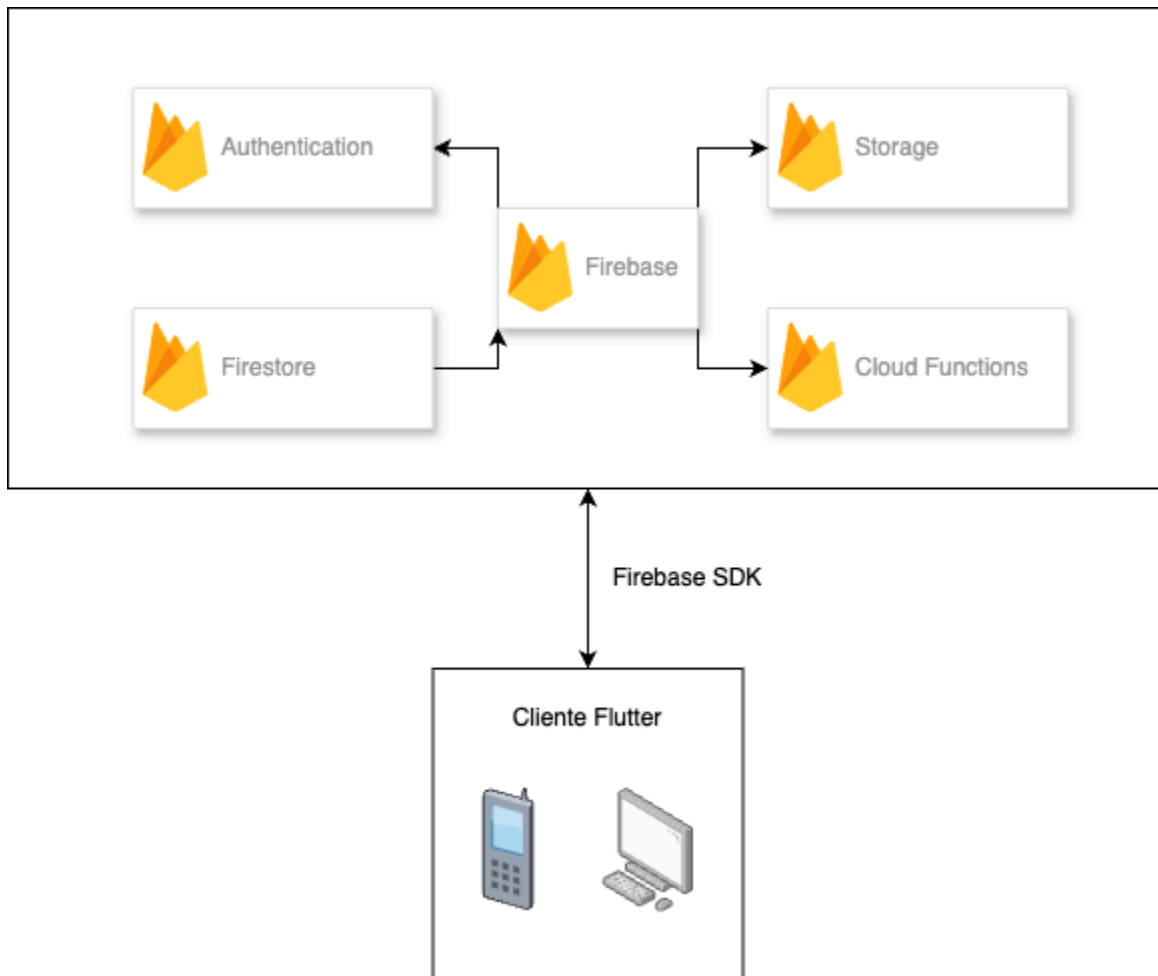 Authentication
Storage
Firebase
Firestore
Cloud Functions
Firebase SDK
Cliente Flutter